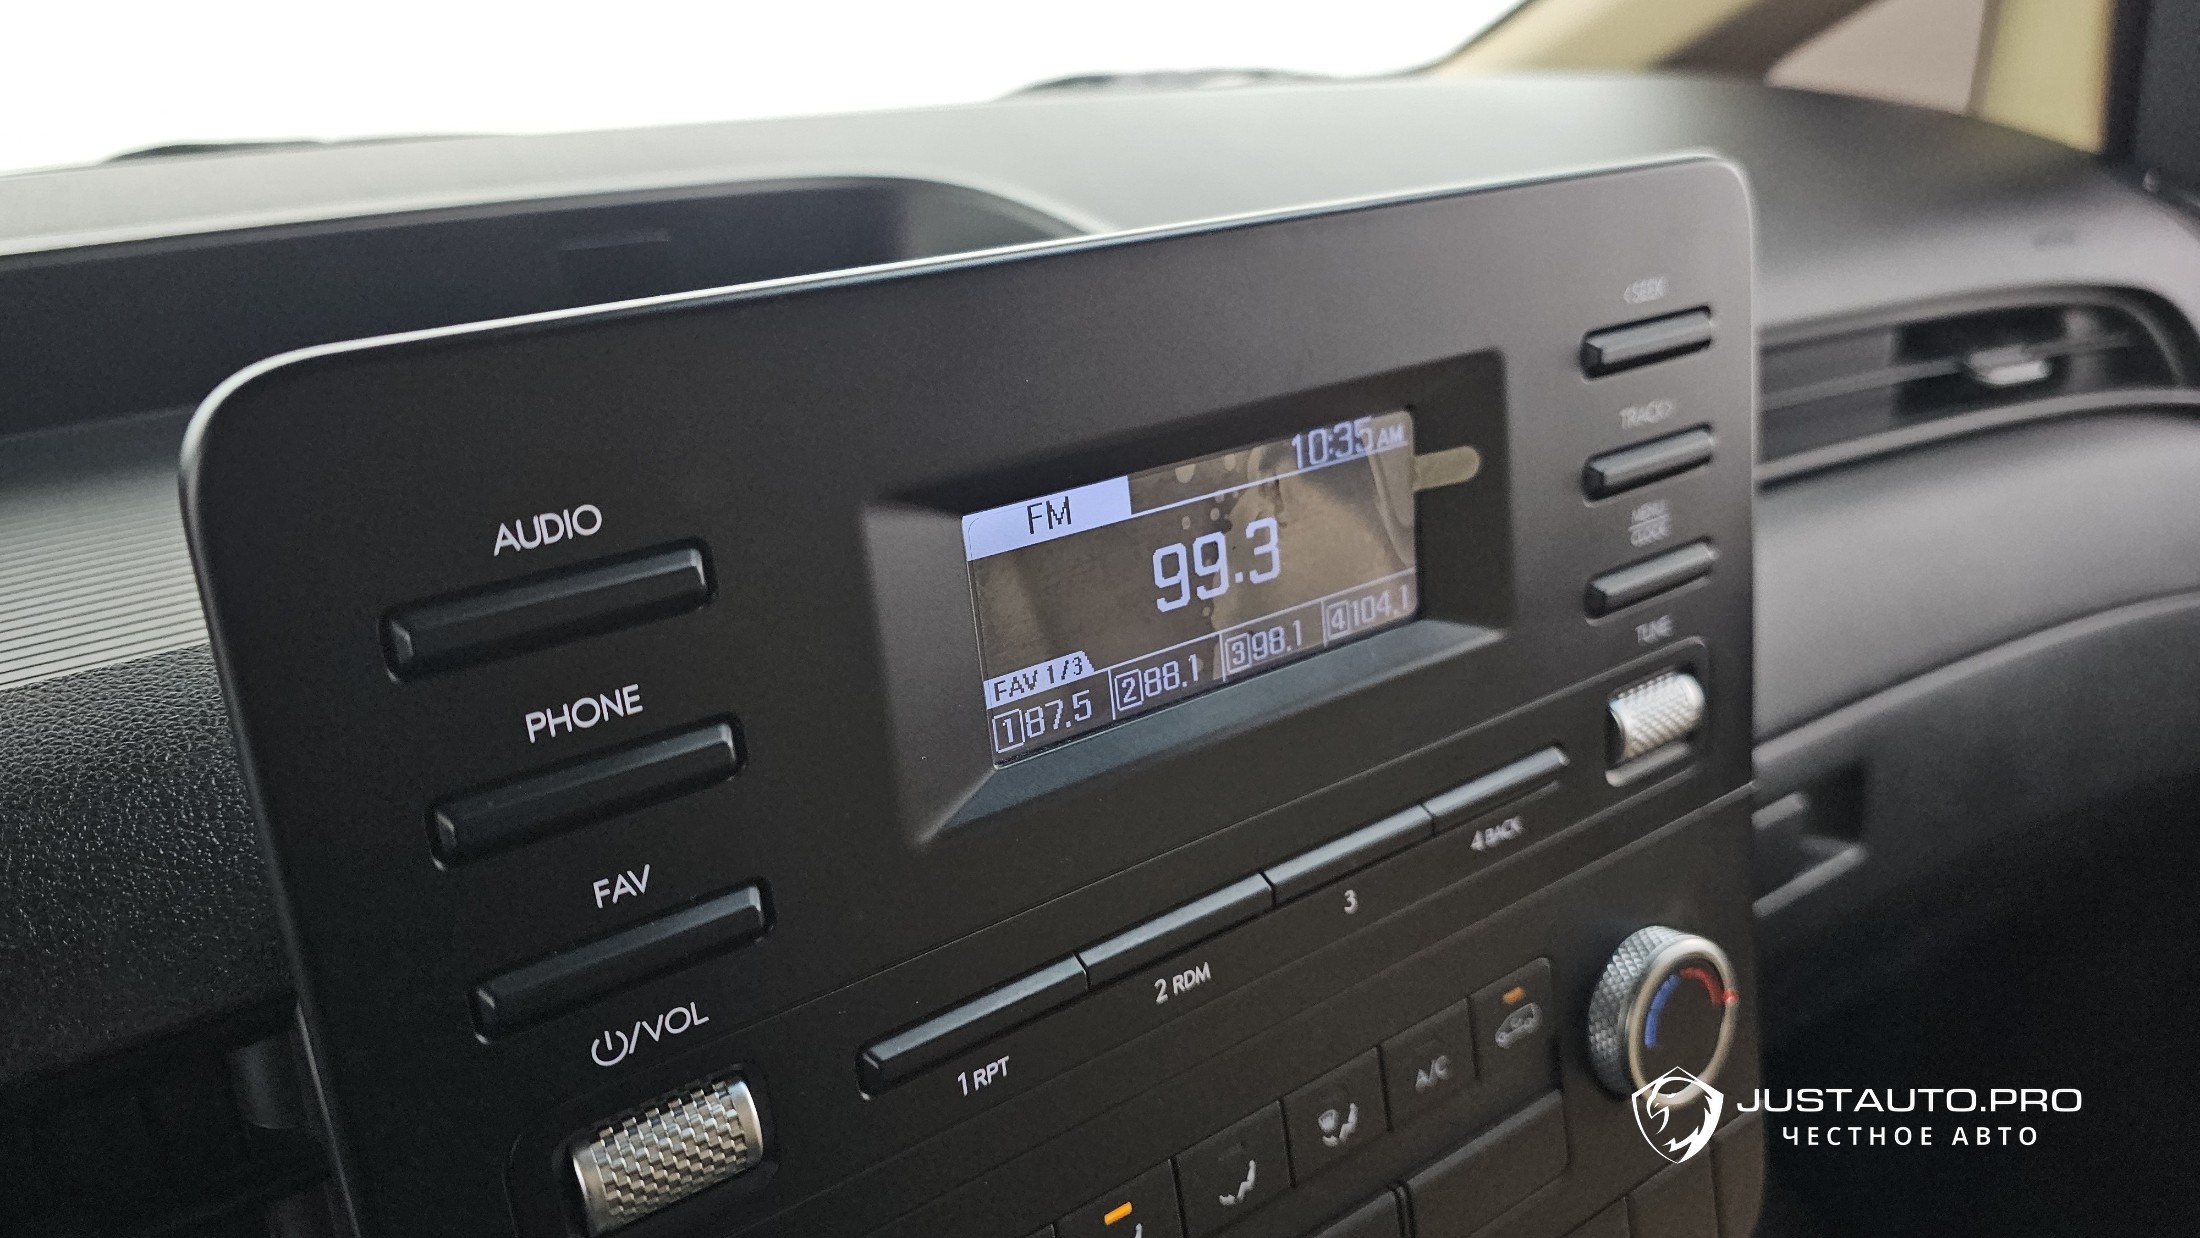 <SEEK
TRACK>
MENU
CLOCK
TUNE
AUDIO
PHONE
FAV
/VOL
10:35 AM
FM
99.3
FAV 1/3
1 87.5
2 88.1
3 98.1
4 104.1
1 RPT
2 RDM
3
4 BACK
A/C
JUSTAUTO.PRO
ЧЕСТНОЕ АВТО